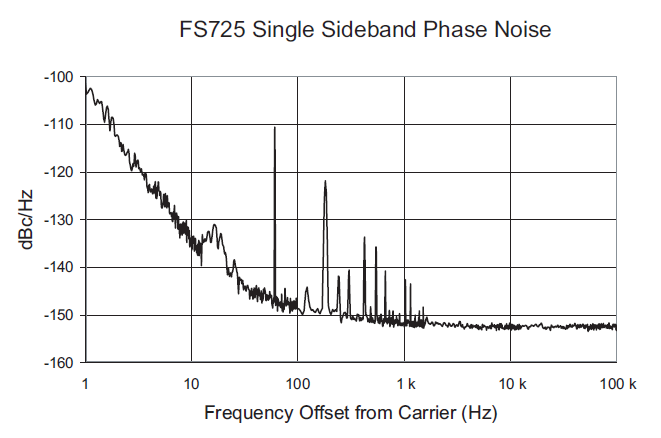 FS725 Single Sideband Phase Noise
-100
-110
-120
-130
-140
-150
-160
dBc/Hz
1 10 100 1 k 10 k 100 k
Frequency Offset from Carrier (Hz)